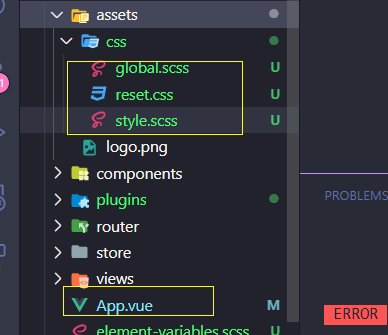 assets
css
global.scss U
reset.css U
style.scss U
logo.png
components
plugins
router
store
views
App.vue M
element-variables.scss
PROBLEMS
ERROR
1